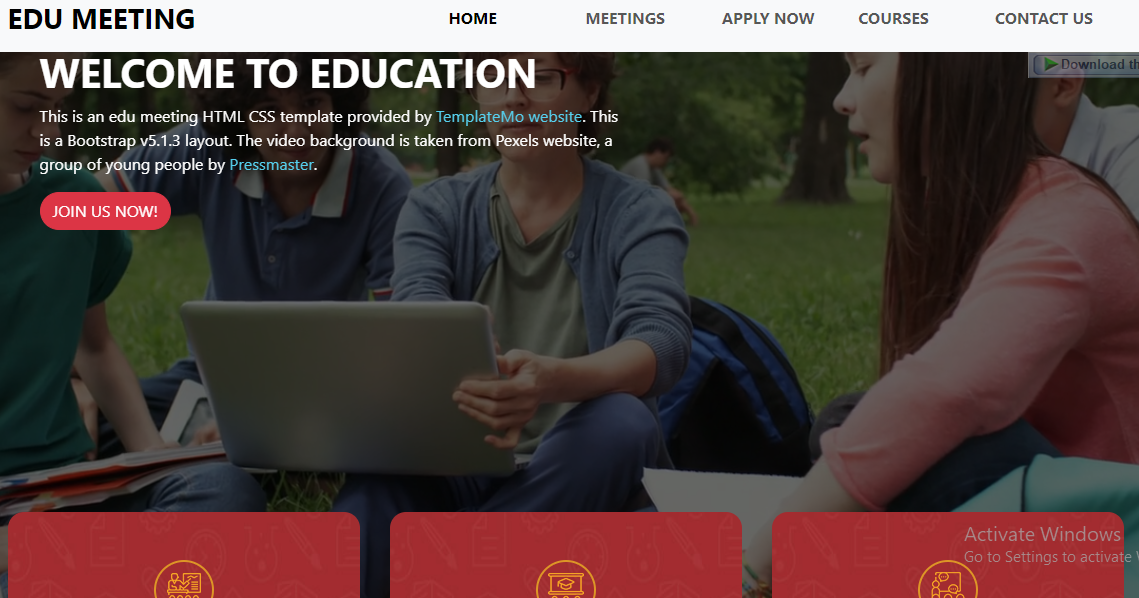 EDU MEETING
HOME
MEETINGS
APPLY NOW
COURSES
CONTACT US
Download th
WELCOME TO EDUCATION
This is an edu meeting HTML CSS template provided by TemplateMo website. This
is a Bootstrap v5.1.3 layout. The video background is taken from Pexels website, a
group of young people by Pressmaster.
JOIN US NOW!
Activate Windows
Go to Settings to activate